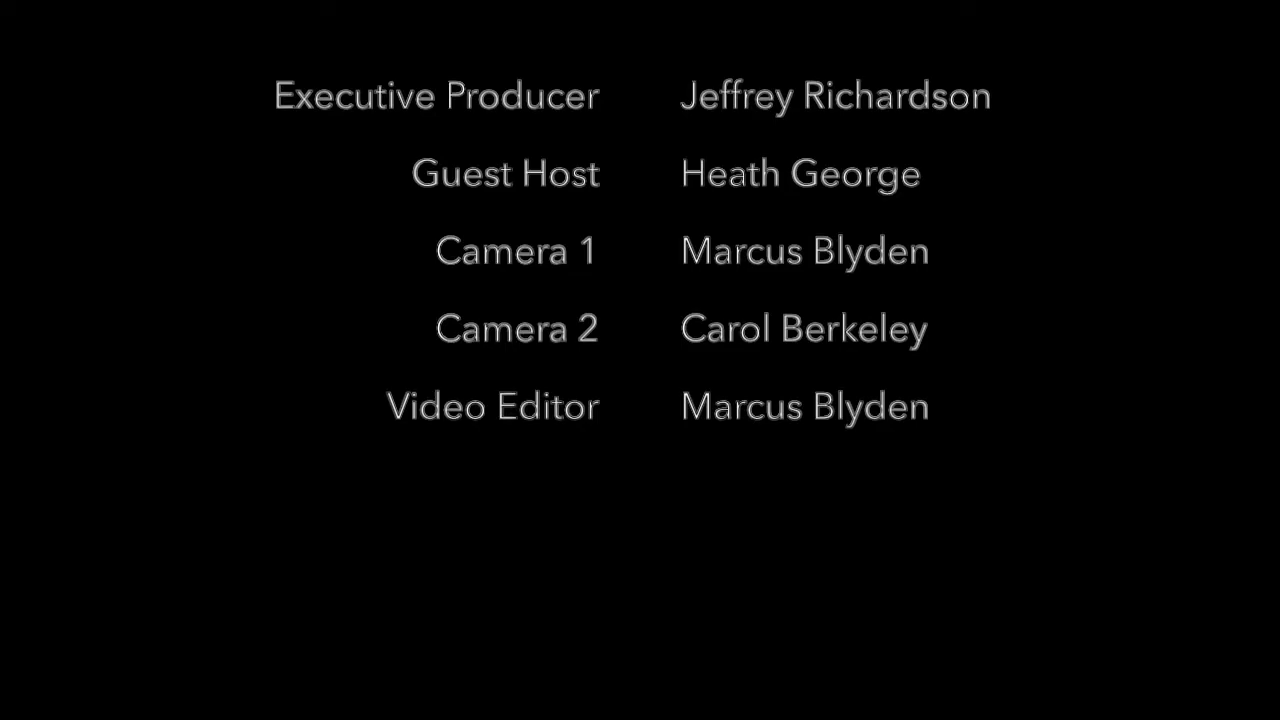 Executive Producer Jeffrey Richardson
Guest Host Heath George
Camera 1 Marcus Blyden
Camera 2 Carol Berkeley
Video Editor Marcus Blyden